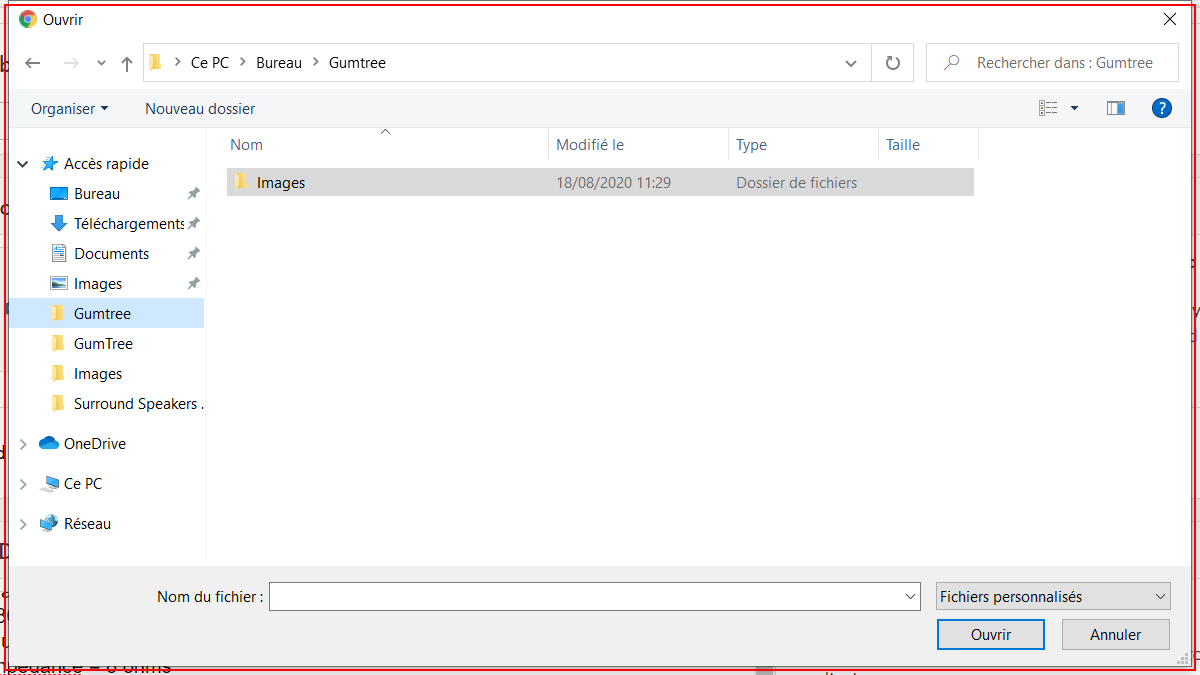 Ouvrir
Ce PC Bureau Gumtree
Rechercher dans : Gumtree
Organiser
Nouveau dossier
?
Nom Modifié le Type Taille
Images 18/08/2020 11:29 Dossier de fichiers
Accès rapide
Bureau
Téléchargements
Documents
Images
Gumtree
GumTree
Images
Surround Speakers .
OneDrive
Ce PC
Réseau
Nom du fichier :
Fichiers personnalisés
Ouvrir
Annuler